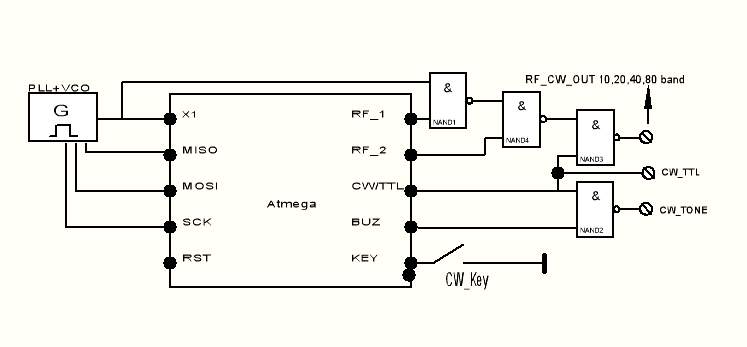 PLL+VCO
G
X1
MISO
MOSI
SCK
RST
Atmega
RF_1
RF_2
CW/TTL
BUZ
KEY
CW_Key
&
NAND1
&
NAND4
&
NAND3
&
NAND2
RF_CW_OUT 10,20,40,80 band
CW_TTL
CW_TONE